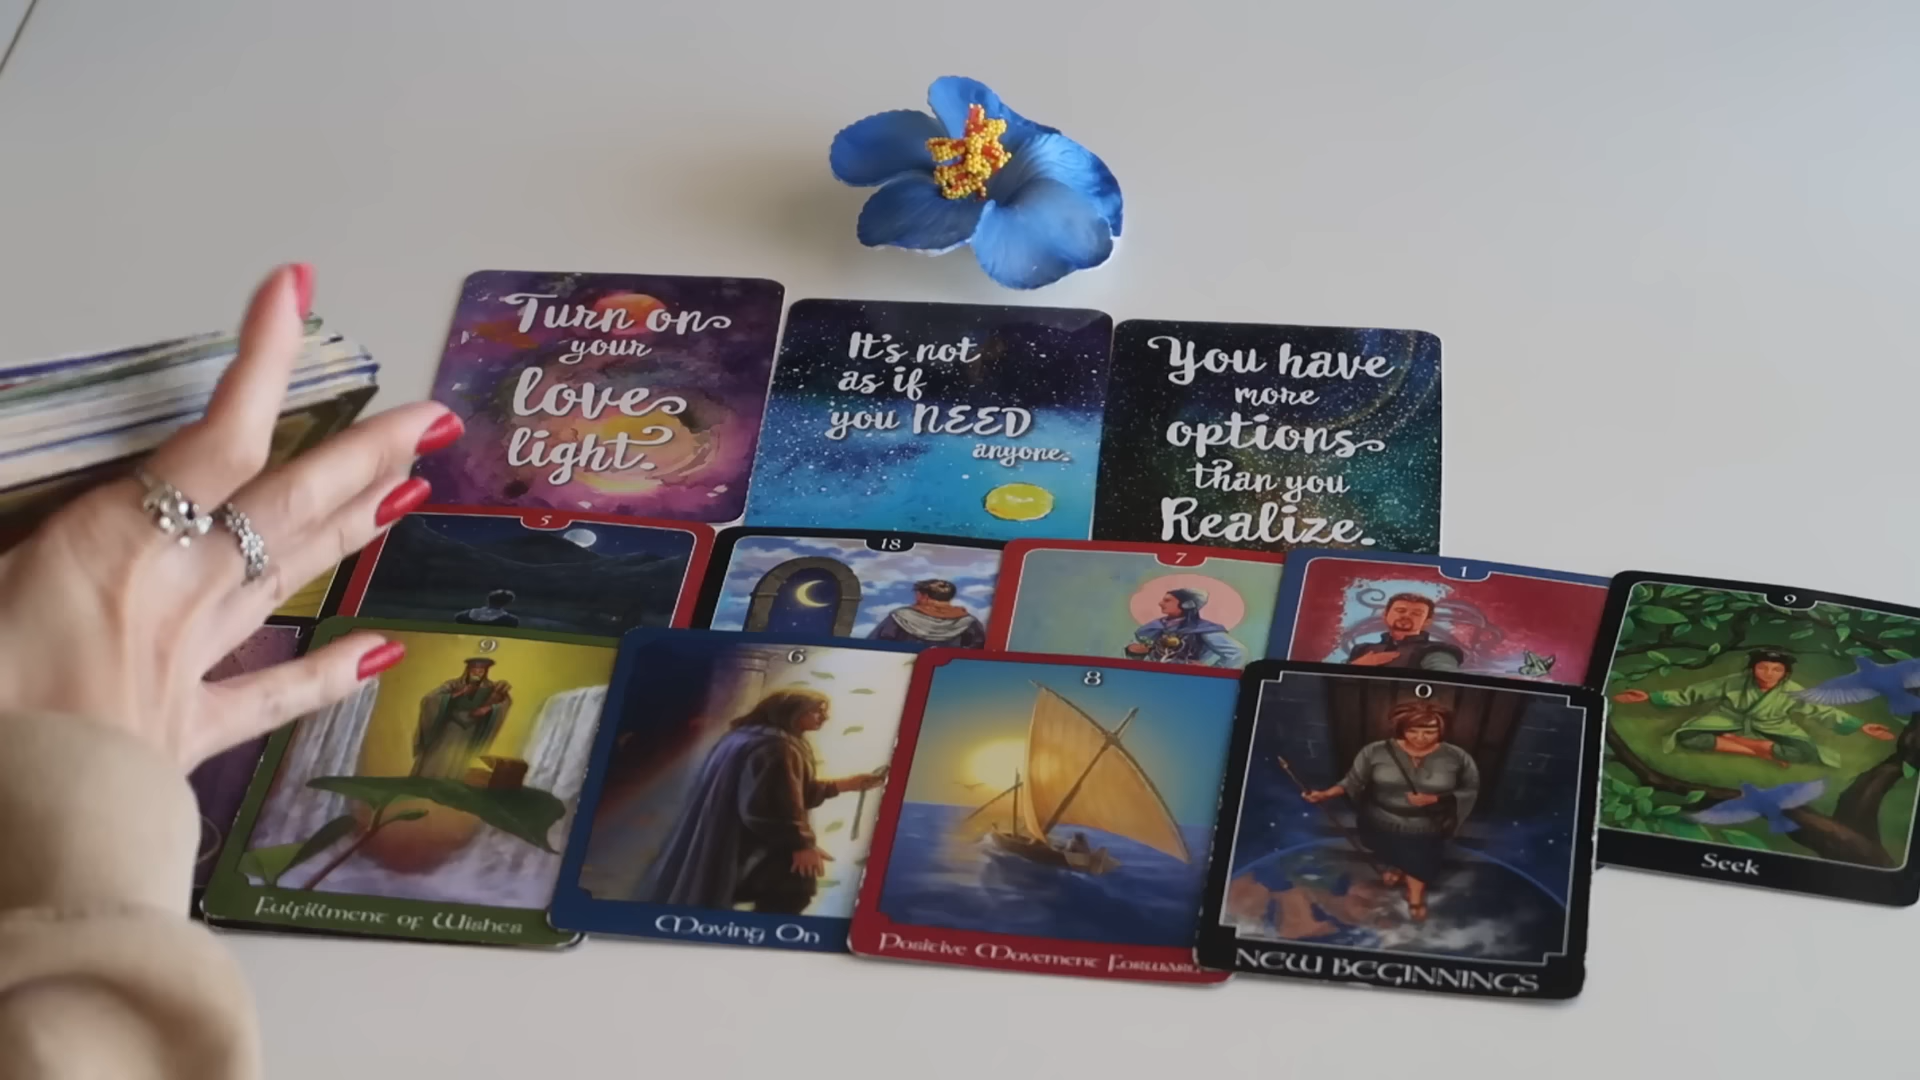 Turn on
your
love
light.
It's not
as if
you NEED
anyone.
You have
more
options
than you
Realize.
5
18
7
1
9
Seek
9
Fulfillment of Wishes
6
Moving On
8
Positive Movement Forward
0
NEW BEGINNINGS